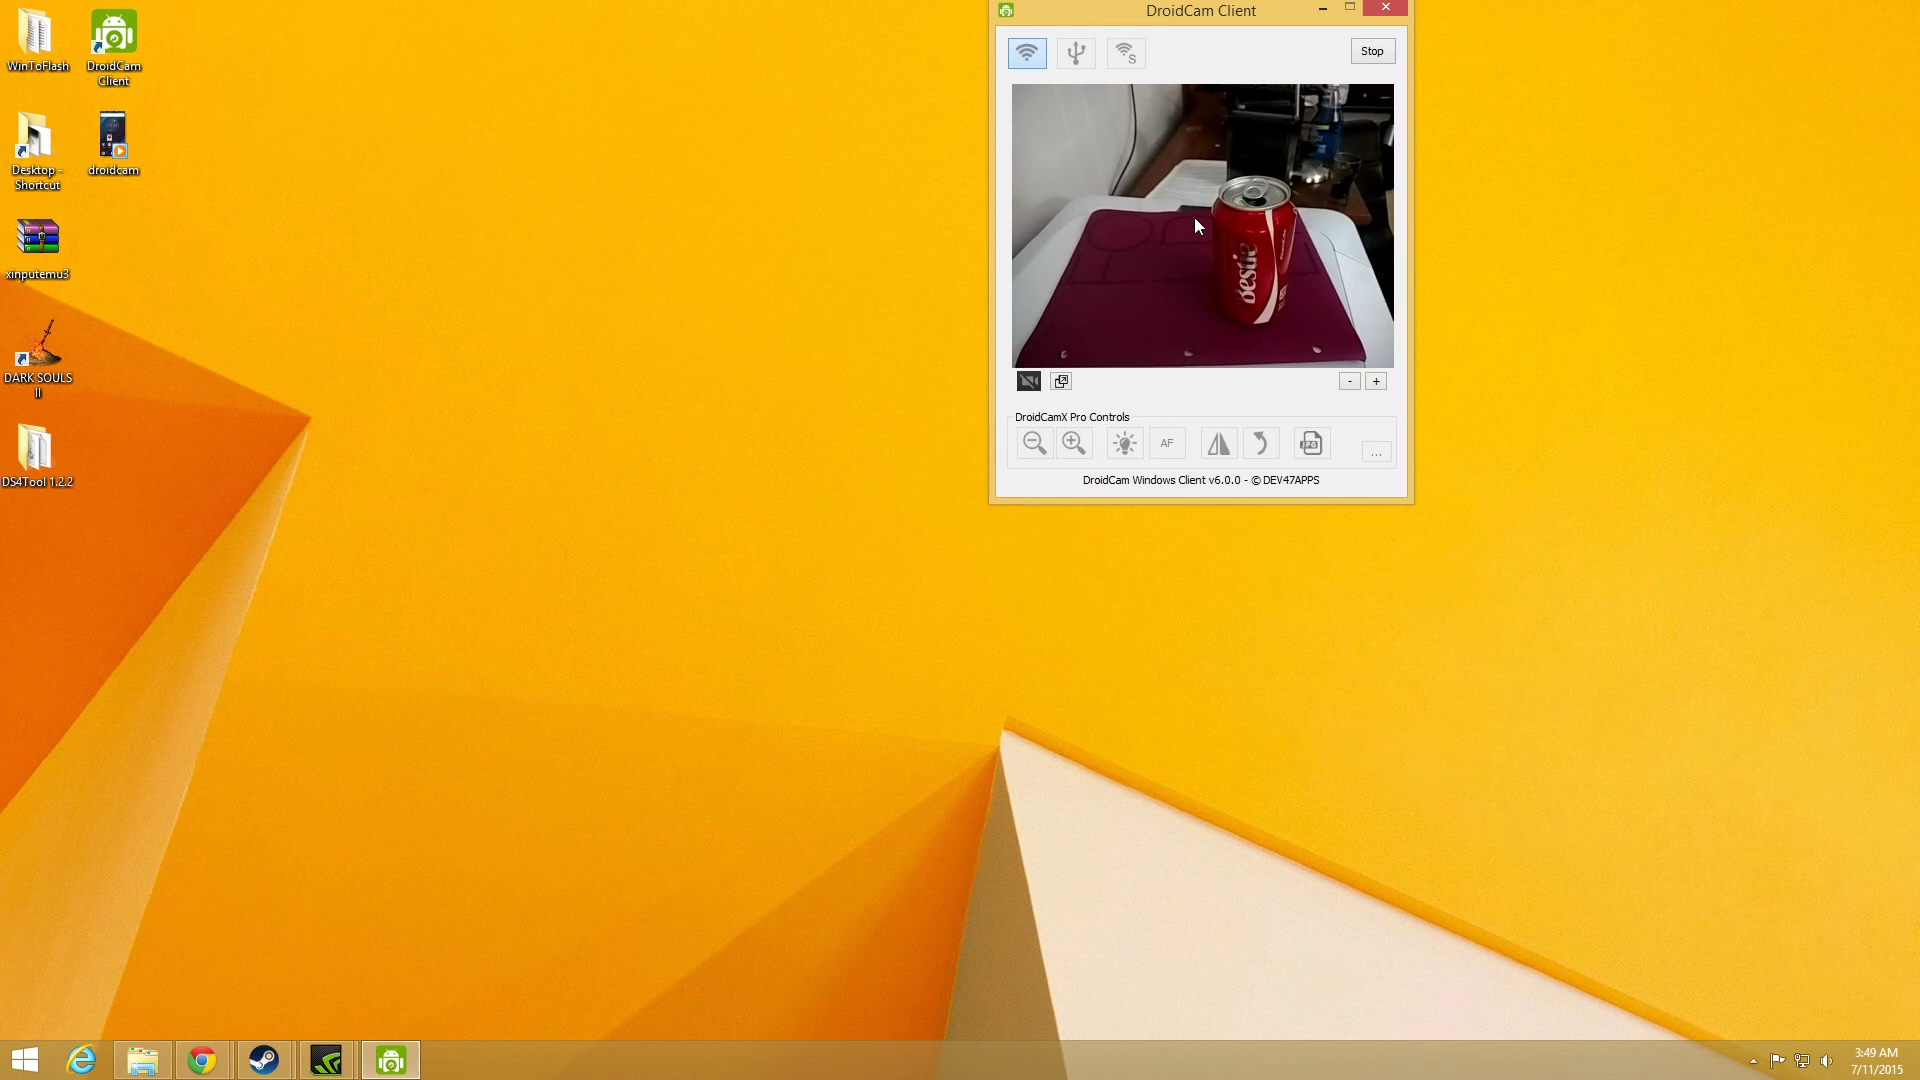 DroidCam Client
Stop
bestie
- +
DroidCamX Pro Controls
AF
JPG
...
DroidCam Windows Client v6.0.0 - © DEV47APPS
WinToFlash
DroidCam
Client
Desktop -
Shortcut
droidcam
xinputemu3
DARK SOULS
II
DS4Tool 1.2.2
3:49 AM
7/11/2015